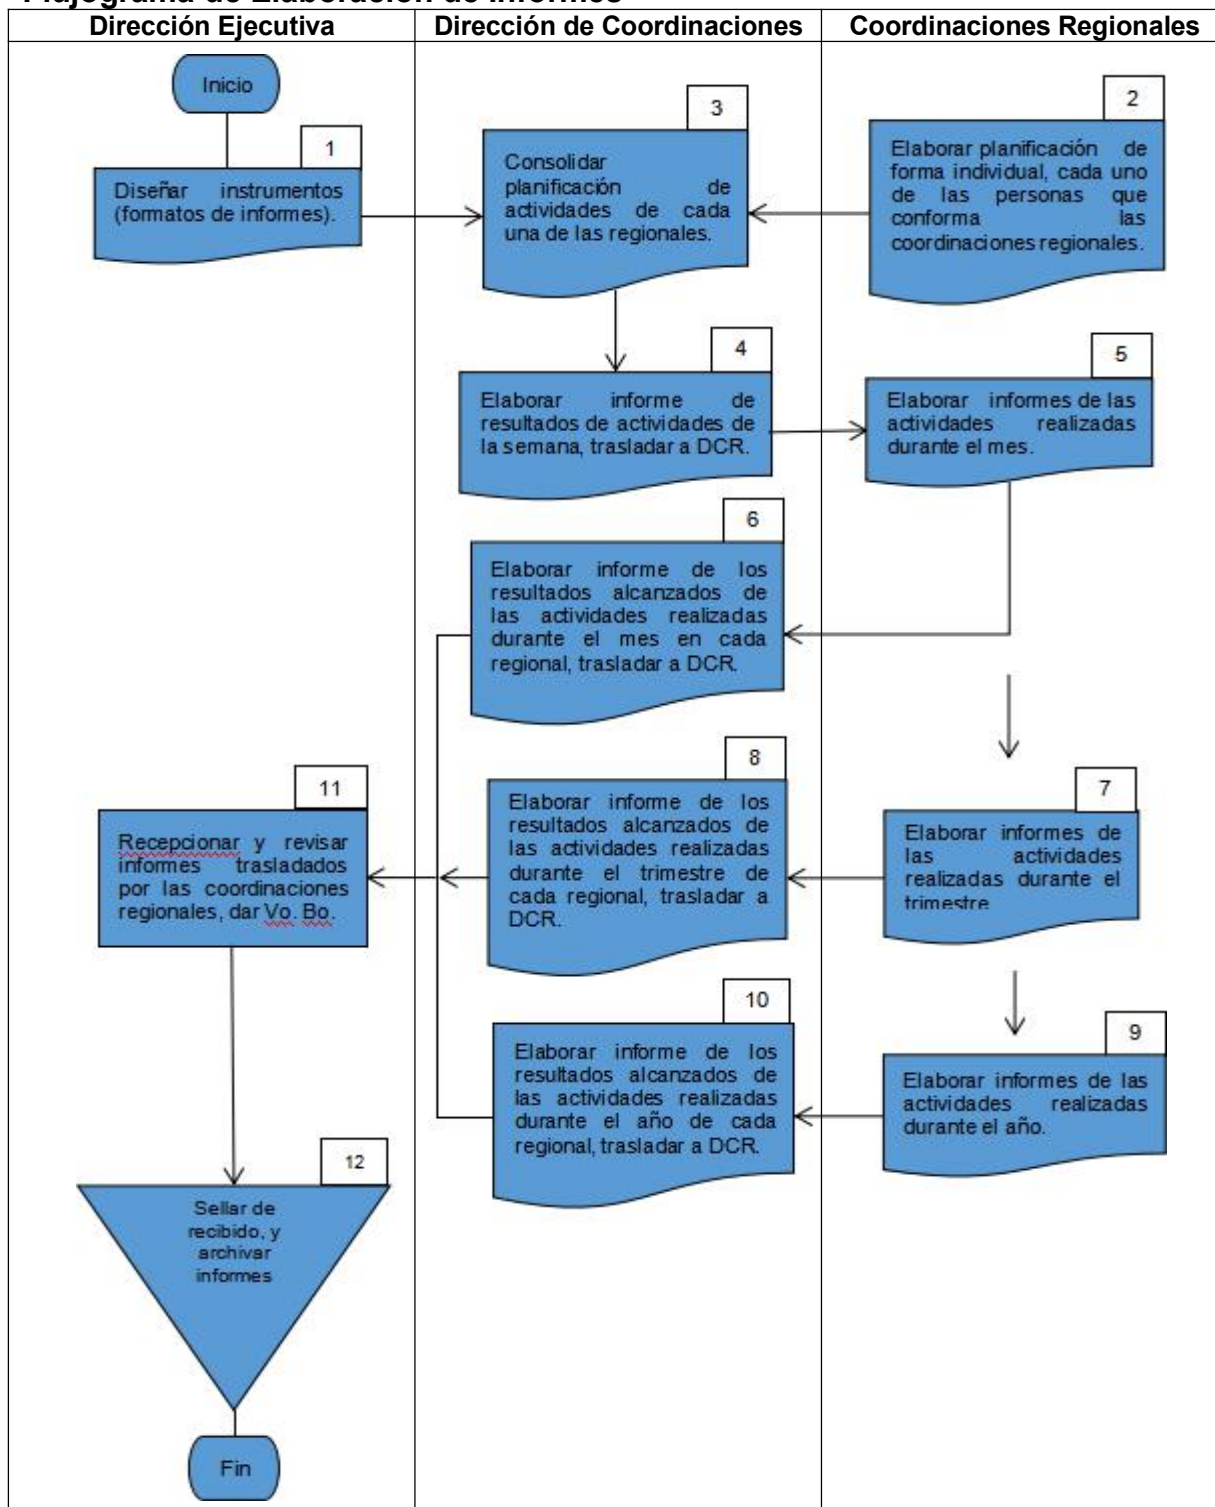 Flujograma de Elaboración de Informes
Dirección Ejecutiva
Dirección de Coordinaciones
Coordinaciones Regionales
Inicio
1
Diseñar instrumentos
(formatos de informes).
2
Elaborar planificación de
forma individual, cada uno
de las personas que
conforma las
coordinaciones regionales.
3
Consolidar
planificación de
actividades de cada
una de las regionales.
4
Elaborar informe de
resultados de actividades de
la semana, trasladar a DCR.
5
Elaborar informes de las
actividades realizadas
durante el mes.
6
Elaborar informe de los
resultados alcanzados de
las actividades realizadas
durante el mes en cada
regional, trasladar a DCR.
7
Elaborar informes de
las actividades
realizadas durante el
trimestre
8
Elaborar informe de los
resultados alcanzados de
las actividades realizadas
durante el trimestre de
cada regional, trasladar a
DCR.
9
Elaborar informes de las
actividades realizadas
durante el año.
10
Elaborar informe de los
resultados alcanzados de
las actividades realizadas
durante el año de cada
regional, trasladar a DCR.
11
Recepcionar y revisar
informes trasladados
por las coordinaciones
regionales, dar Vo. Bo.
12
Sellar de
recibido, y
archivar
informes
Fin